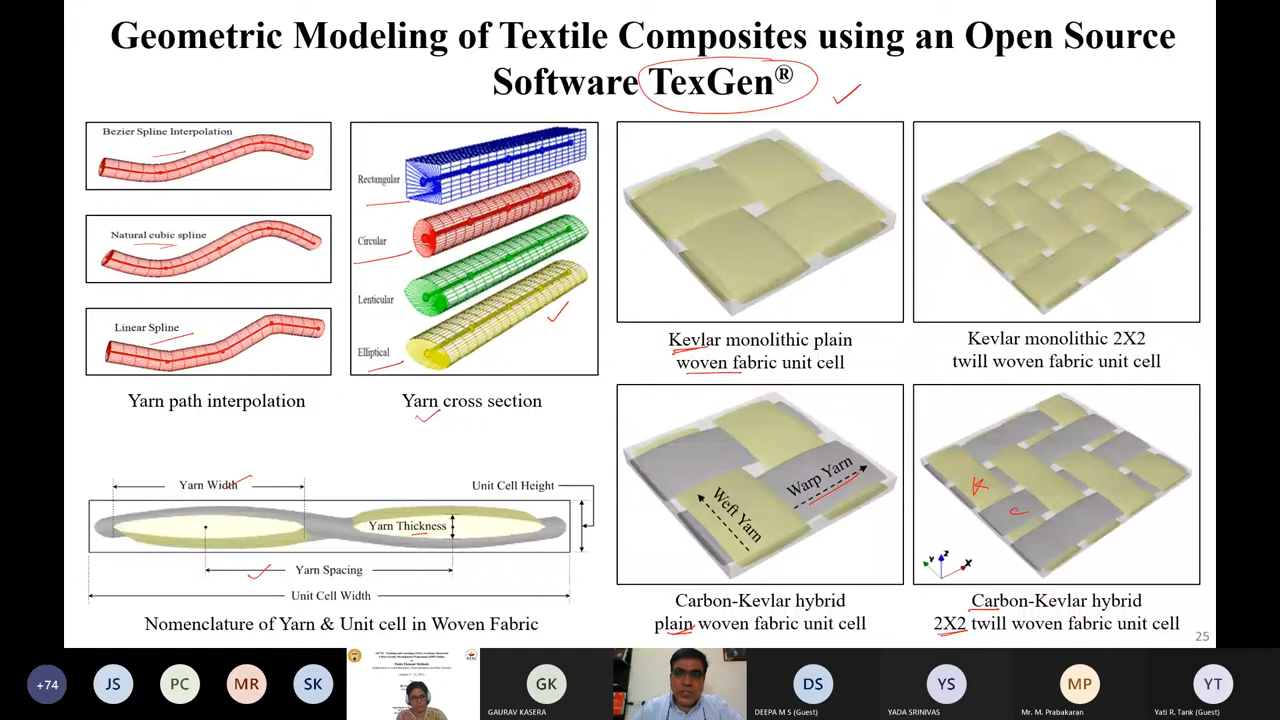 Geometric Modeling of Textile Composites using an Open Source
Software TexGen®
Bezier Spline Interpolation
Natural cubic spline
Linear Spline
Yarn path interpolation
Rectangular
Circular
Lenticular
Elliptical
Yarn cross section
Kevlar monolithic plain
woven fabric unit cell
Kevlar monolithic 2X2
twill woven fabric unit cell
Yarn Width
Unit Cell Height
Yarn Thickness
Yarn Spacing
Unit Cell Width
Nomenclature of Yarn & Unit cell in Woven Fabric
Weft Yarn
Warp Yarn
Carbon-Kevlar hybrid
plain woven fabric unit cell
K
C
Y
Z
X
Carbon-Kevlar hybrid
2X2 twill woven fabric unit cell
25
+74
JS
PC
MR
SK
GK
GAURAV KASERA
DS
DEEPA M S (Guest)
YS
YADA SRINIVAS
MP
Mr. M. Prabakaran
YT
Yati R. Tank (Guest)